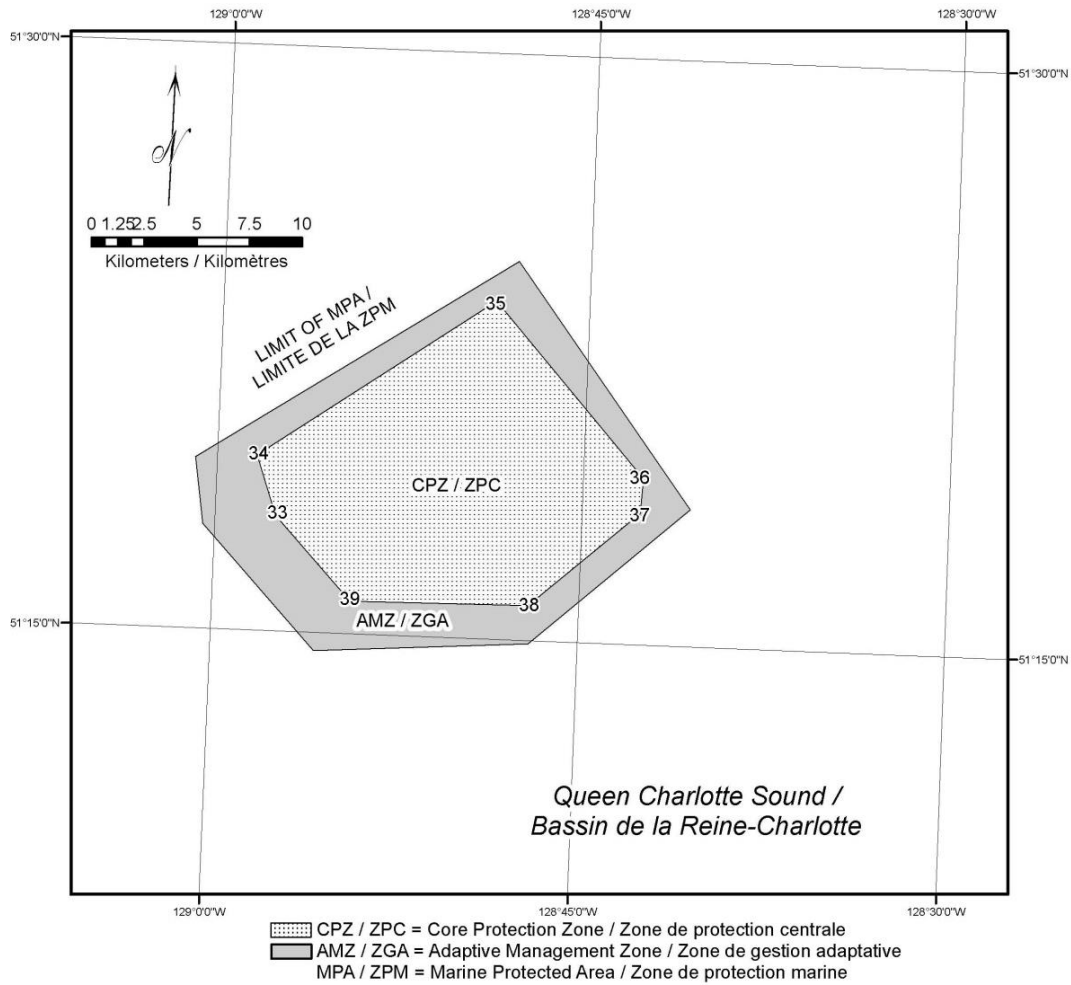 129°0'0"W 128°45'0"W 128°30'0"W
51°30'0"N
51°30'0"N
N
0 1.25 2.5 5 7.5 10
Kilometers / Kilomètres
LIMIT OF MPA /
LIMITE DE LA ZPM
35
34
36
CPZ / ZPC
33
37
39
38
AMZ / ZGA
51°15'0"N
51°15'0"N
Queen Charlotte Sound /
Bassin de la Reine-Charlotte
129°0'0"W 128°45'0"W 128°30'0"W
CPZ / ZPC = Core Protection Zone / Zone de protection centrale
AMZ / ZGA = Adaptive Management Zone / Zone de gestion adaptative
MPA / ZPM = Marine Protected Area / Zone de protection marine